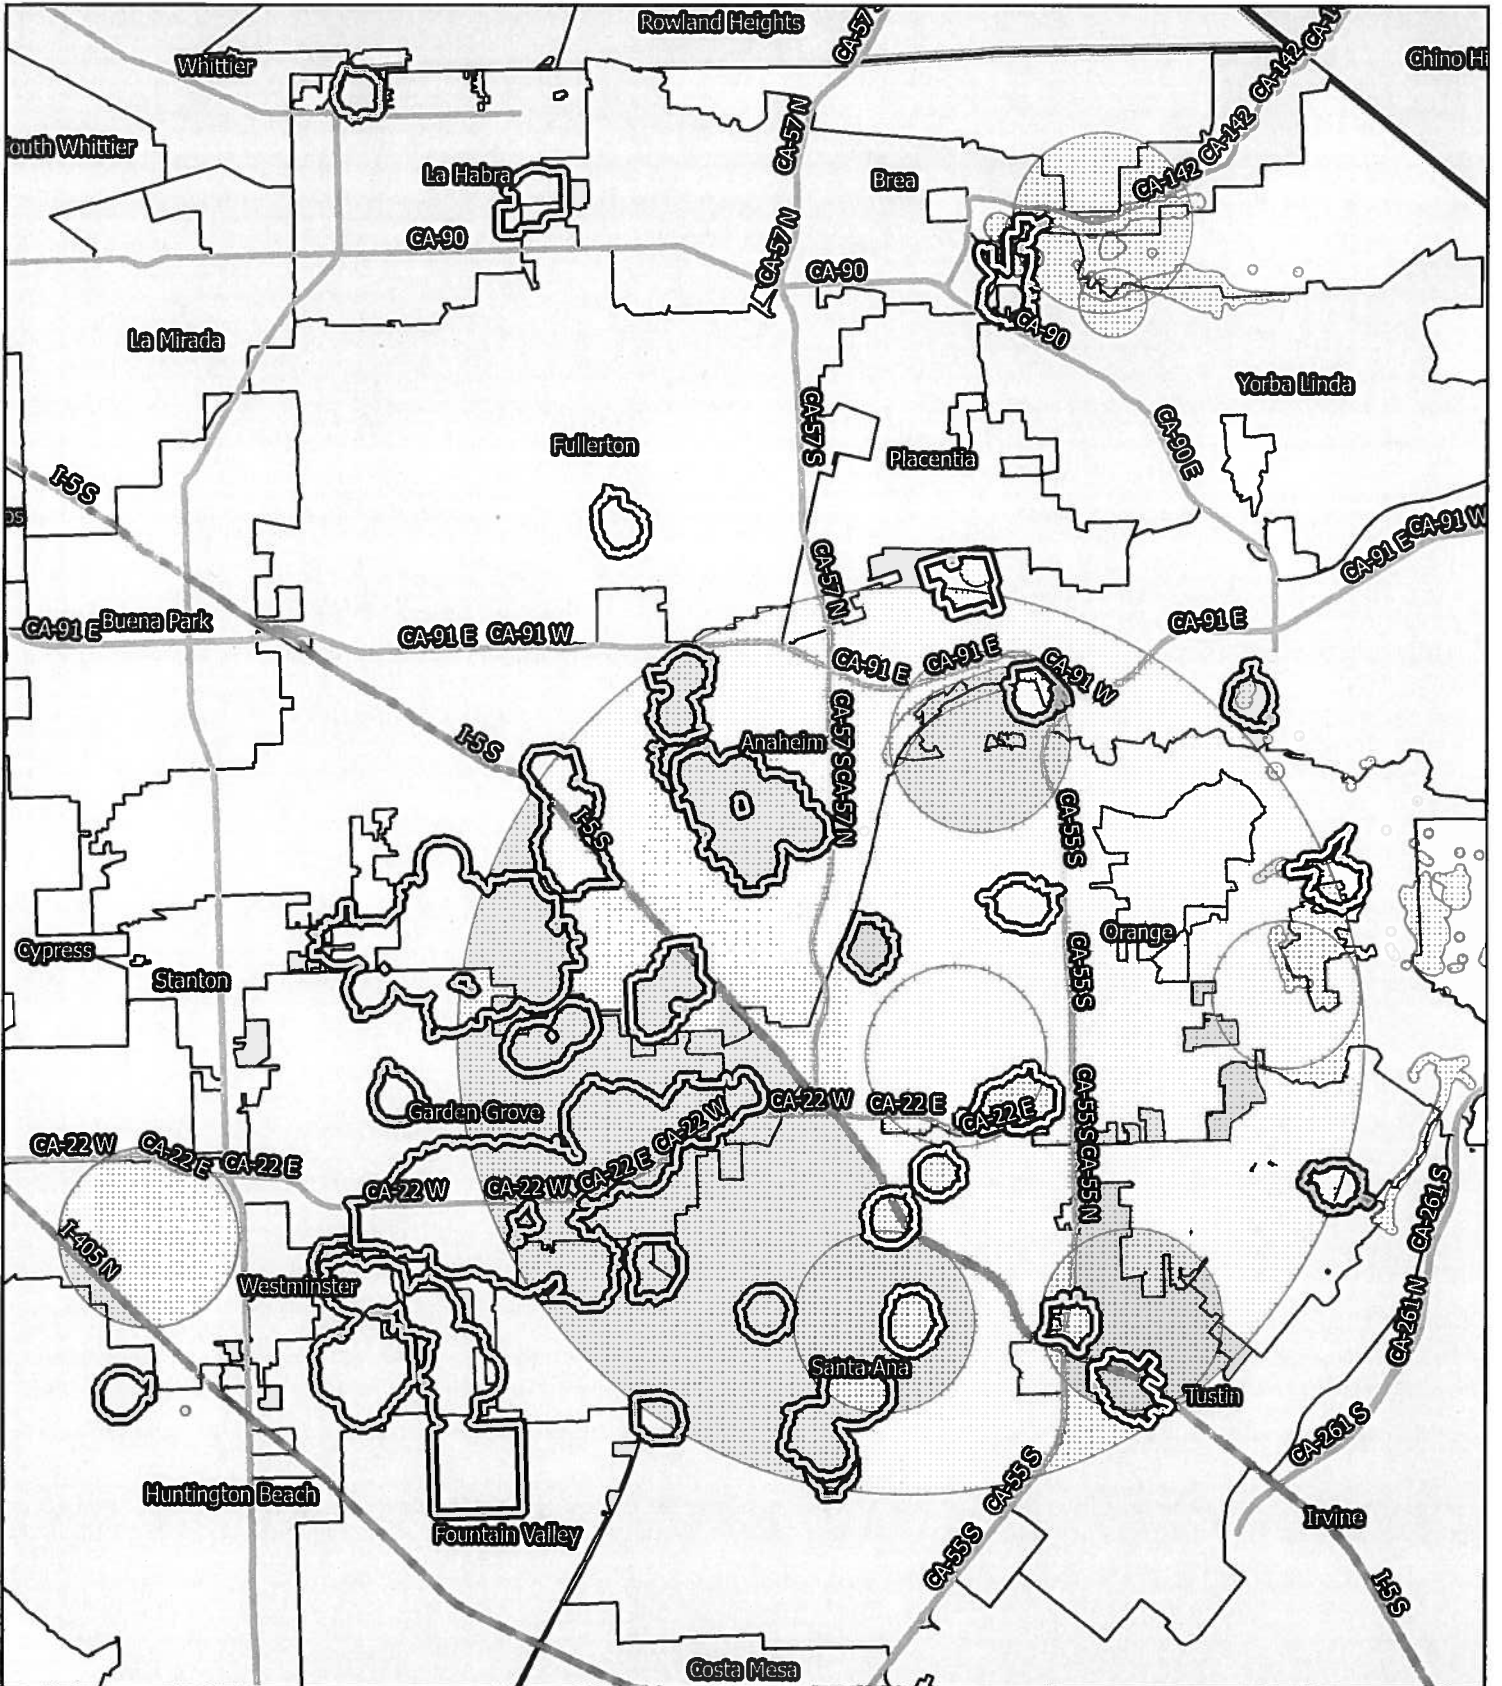 Rowland Heights
CA-57
CA-142
Chino Hi
Whittier
CA-142
CA-57 N
outh Whittier
CA-142
La Habra
Brea
CA-142
CA-90
CA-57 N
CA-90
La Mirada
CA-90
Yorba Linda
Fullerton
CA-57 S
Placentia
CA-90 E
I-5 S
CA-91 W
CA-91 E
CA-57 N
CA-91 E
Buena Park
CA-91 E
CA-91 W
CA-91 E
CA-91 E
CA-91 E
CA-91 W
I-5 S
Anaheim
CA-57 S
CA-57 N
I-5 S
CA-55 S
Cypress
Orange
Stanton
CA-55 S
Garden Grove
CA-22 W
CA-22 W
CA-22 E
CA-22 E
CA-55 S
CA-22 W
CA-22 E
CA-22 E
CA-22 E
CA-22 W
CA-22 W
CA-55 N
CA-261 S
I-405 N
Westminster
CA-261 N
Santa Ana
Tustin
CA-261 S
Huntington Beach
CA-55 S
Fountain Valley
Irvine
CA-55 S
I-5 S
Costa Mesa